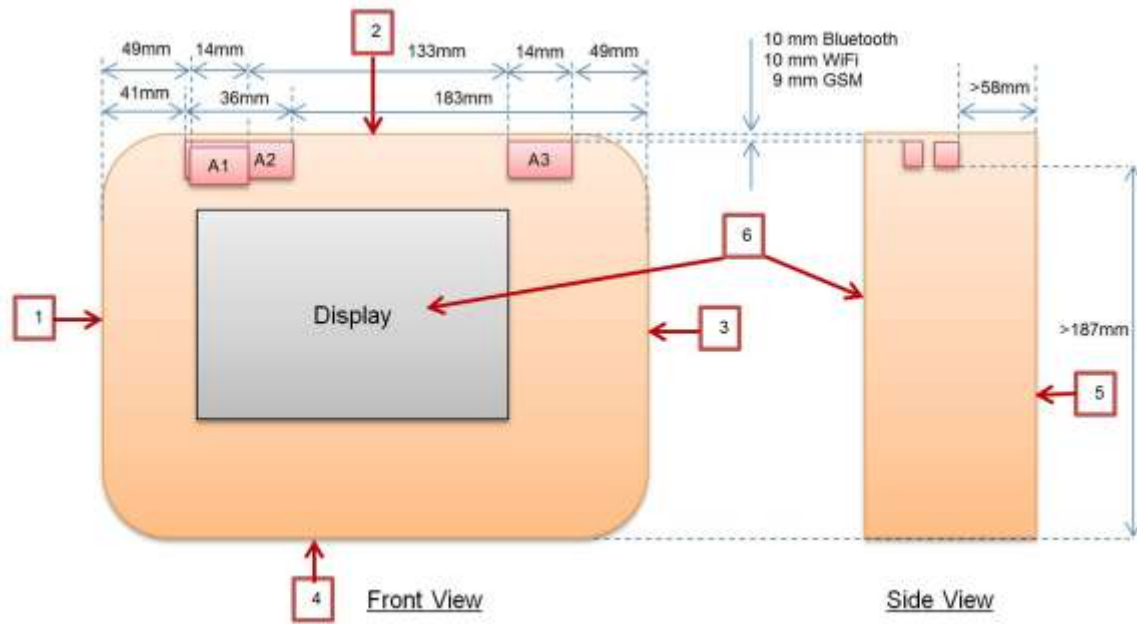 2
49mm 14mm 133mm 14mm 49mm
10 mm Bluetooth
10 mm WiFi
9 mm GSM
>58mm
41mm 36mm 183mm
A1 A2 A3
6
1
Display
3
>187mm
5
4
Front View
Side View